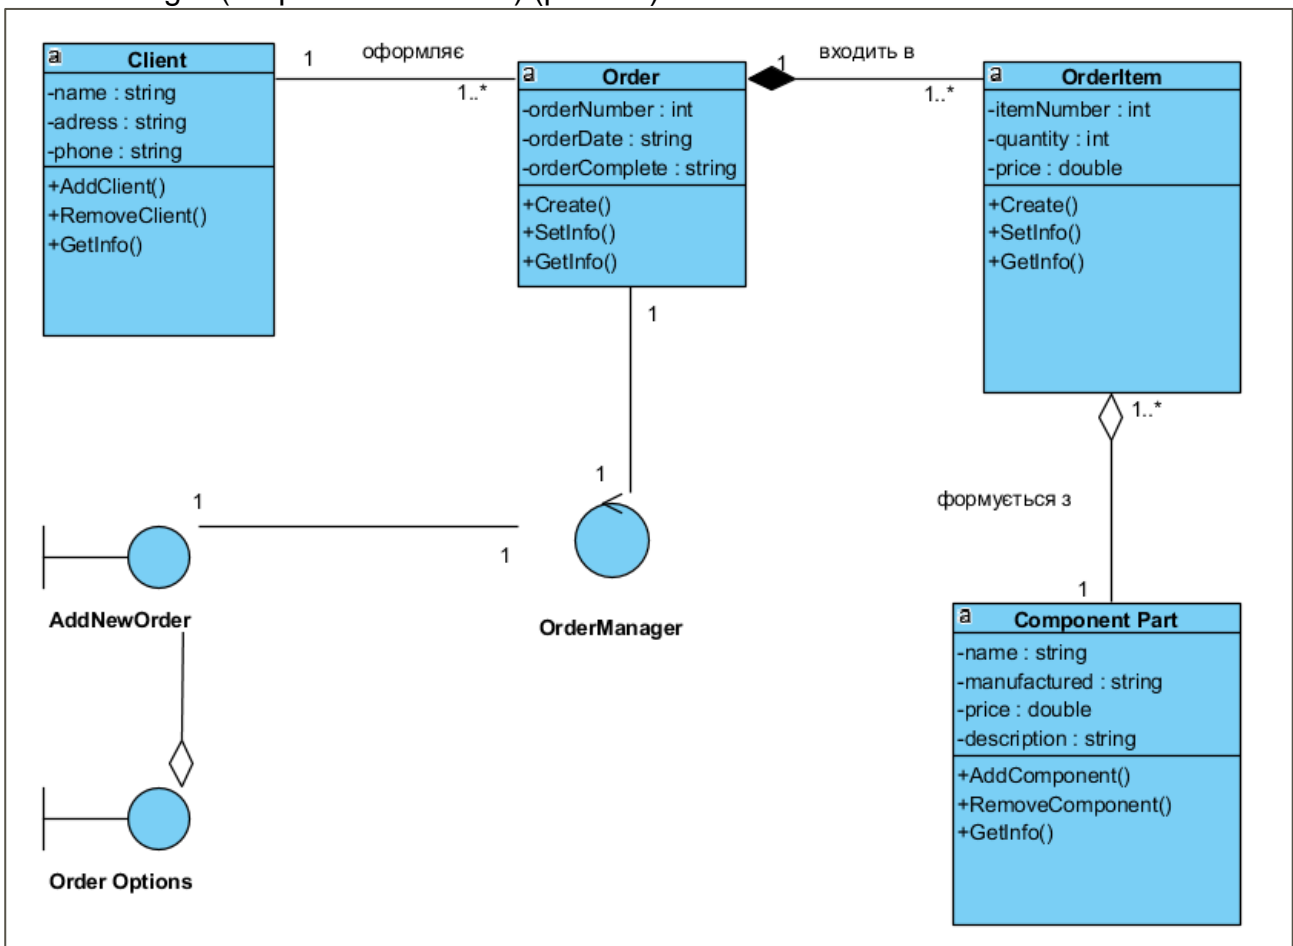 a Client
-name : string
-adress : string
-phone : string
+AddClient()
+RemoveClient()
+GetInfo()
1
оформляє
1..*
a Order
-orderNumber : int
-orderDate : string
-orderComplete : string
+Create()
+SetInfo()
+GetInfo()
1
входить в
1..*
a OrderItem
-itemNumber : int
-quantity : int
-price : double
+Create()
+SetInfo()
+GetInfo()
1
1
1..*
формується з
1
1
1
AddNewOrder
OrderManager
Order Options
a Component Part
-name : string
-manufactured : string
-price : double
-description : string
+AddComponent()
+RemoveComponent()
+GetInfo()